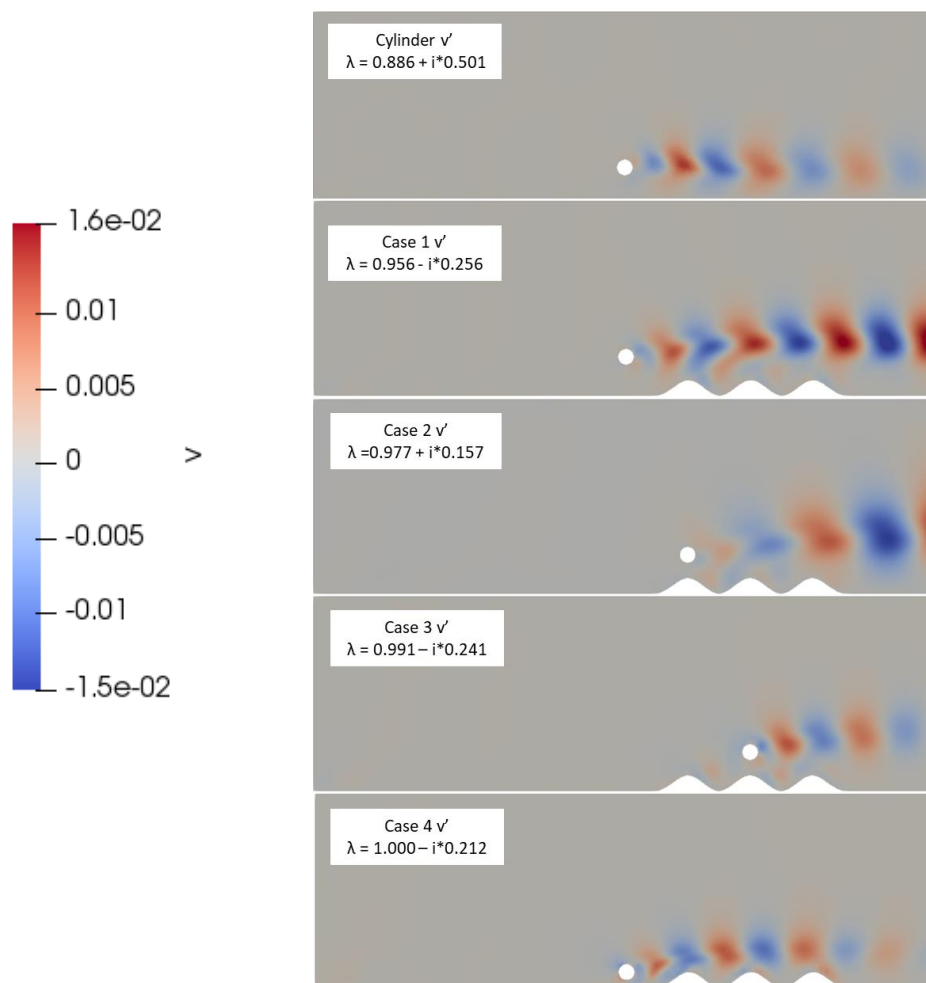 Cylinder v’
λ = 0.886 + i*0.501
1.6e-02
0.01
0.005
0
-0.005
-0.01
-1.5e-02
v
Case 1 v’
λ = 0.956 - i*0.256
Case 2 v’
λ =0.977 + i*0.157
Case 3 v’
λ = 0.991 – i*0.241
Case 4 v’
λ = 1.000 – i*0.212